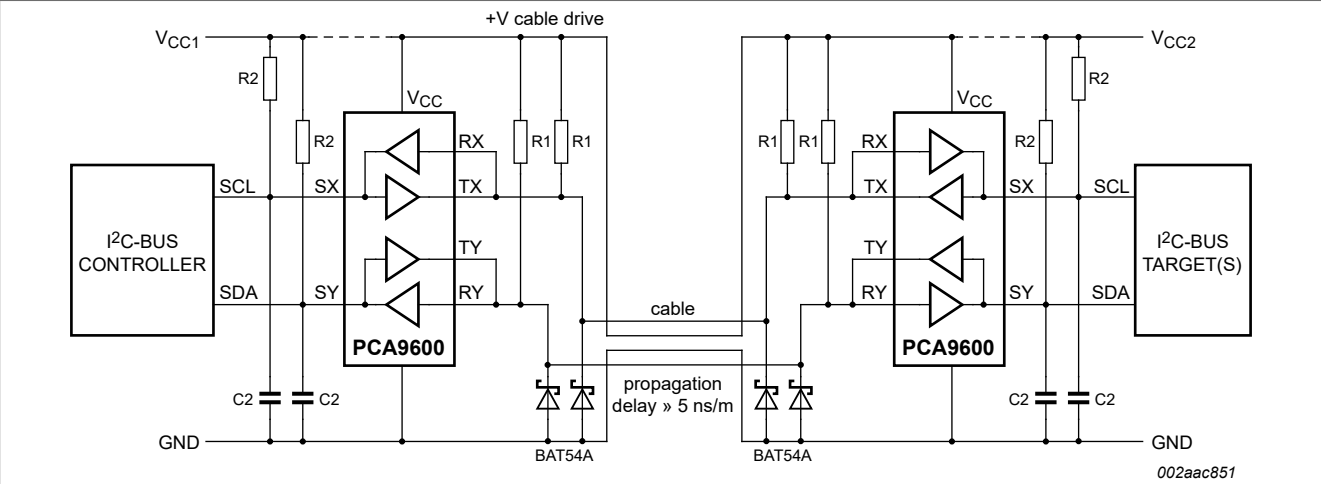 +V cable drive
VCC1
VCC2
R2
R2
VCC
VCC
R2
R1
R1
R1
R1
R2
RX
RX
SCL
SX
TX
TX
SX
SCL
I2C-BUS
CONTROLLER
TY
TY
I2C-BUS
TARGET(S)
SDA
SY
RY
RY
SY
SDA
cable
PCA9600
PCA9600
propagation
delay » 5 ns/m
C2
C2
C2
C2
GND
GND
BAT54A
BAT54A
002aac851